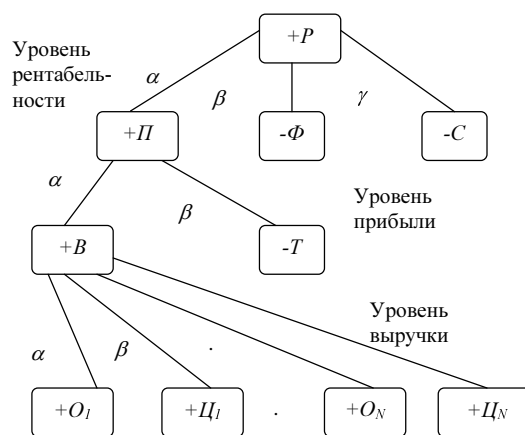 Уровень
рентабель-
ности
+P
α
β
γ
+П
-Ф
-С
α
β
Уровень
прибыли
+В
-Т
Уровень
выручки
α
β
.
+O1
+Ц1
.
+ON
+ЦN